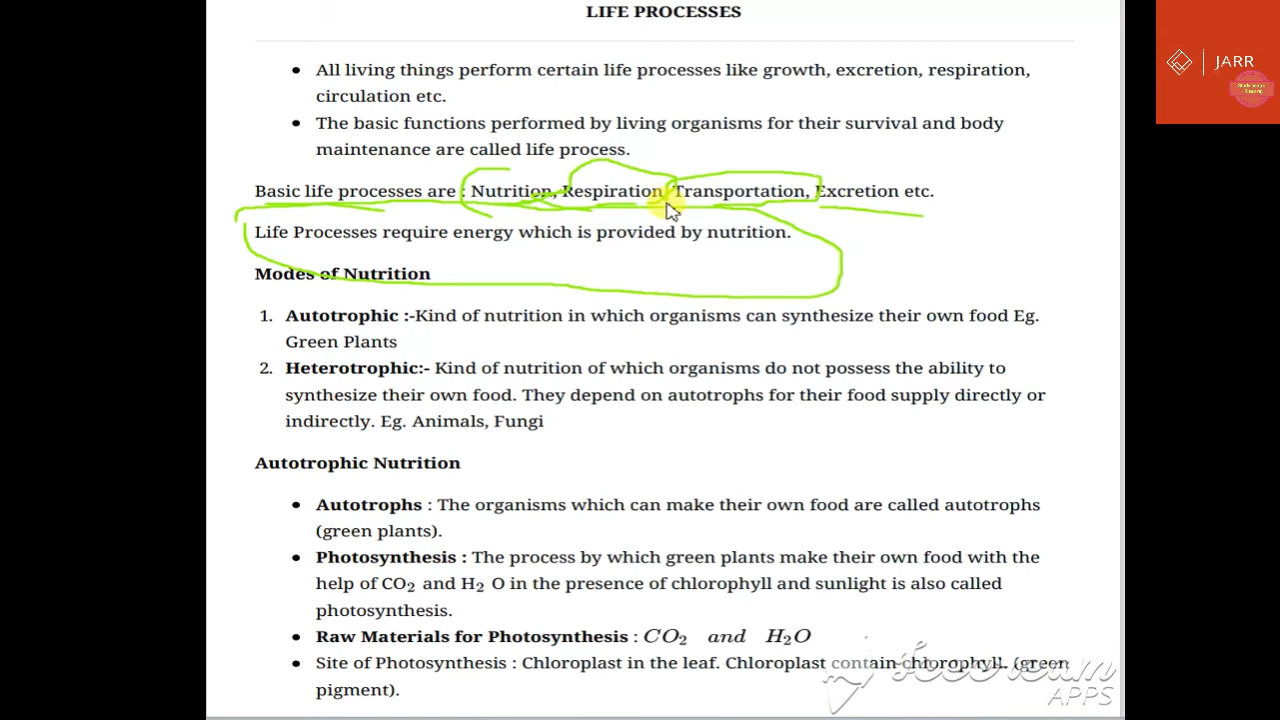 LIFE PROCESSES
JARR
• All living things perform certain life processes like growth, excretion, respiration,
circulation etc.
• The basic functions performed by living organisms for their survival and body
maintenance are called life process.
Basic life processes are : Nutrition, Respiration, Transportation, Excretion etc.
Life Processes require energy which is provided by nutrition.
Modes of Nutrition
1. Autotrophic :-Kind of nutrition in which organisms can synthesize their own food Eg.
Green Plants
2. Heterotrophic:- Kind of nutrition of which organisms do not possess the ability to
synthesize their own food. They depend on autotrophs for their food supply directly or
indirectly. Eg. Animals, Fungi
Autotrophic Nutrition
• Autotrophs : The organisms which can make their own food are called autotrophs
(green plants).
• Photosynthesis : The process by which green plants make their own food with the
help of CO₂ and H₂ O in the presence of chlorophyll and sunlight is also called
photosynthesis.
• Raw Materials for Photosynthesis : CO₂ and H₂O
• Site of Photosynthesis : Chloroplast in the leaf. Chloroplast contain chlorophyll. (green
pigment).
APPS